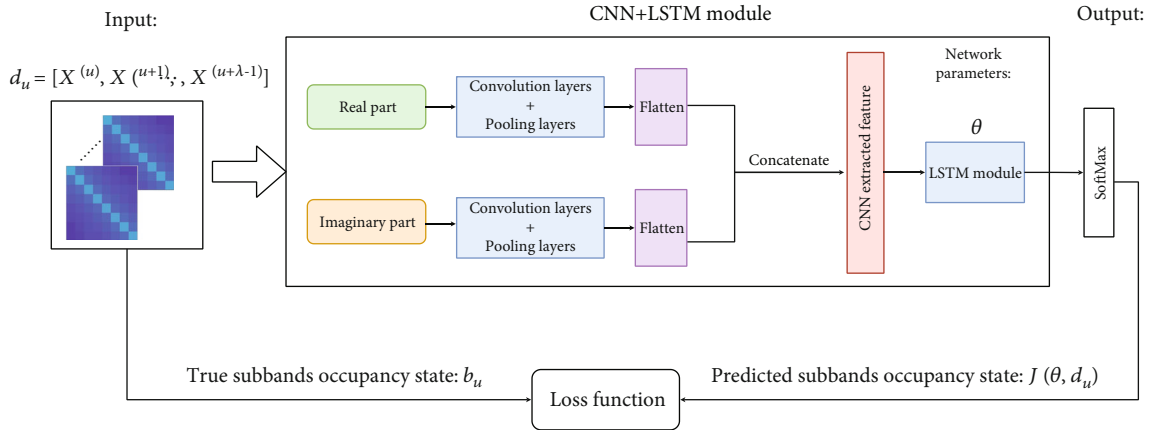 Input:
CNN+LSTM module
Output:
d_u = [X^(u), X^(u+1); , X^(u+λ-1)]
Real part
Convolution layers
+
Pooling layers
Flatten
Imaginary part
Convolution layers
+
Pooling layers
Flatten
Concatenate
CNN extracted feature
Network
parameters:
θ
LSTM module
SoftMax
True subbands occupancy state: b_u
Loss function
Predicted subbands occupancy state: J (θ, d_u)